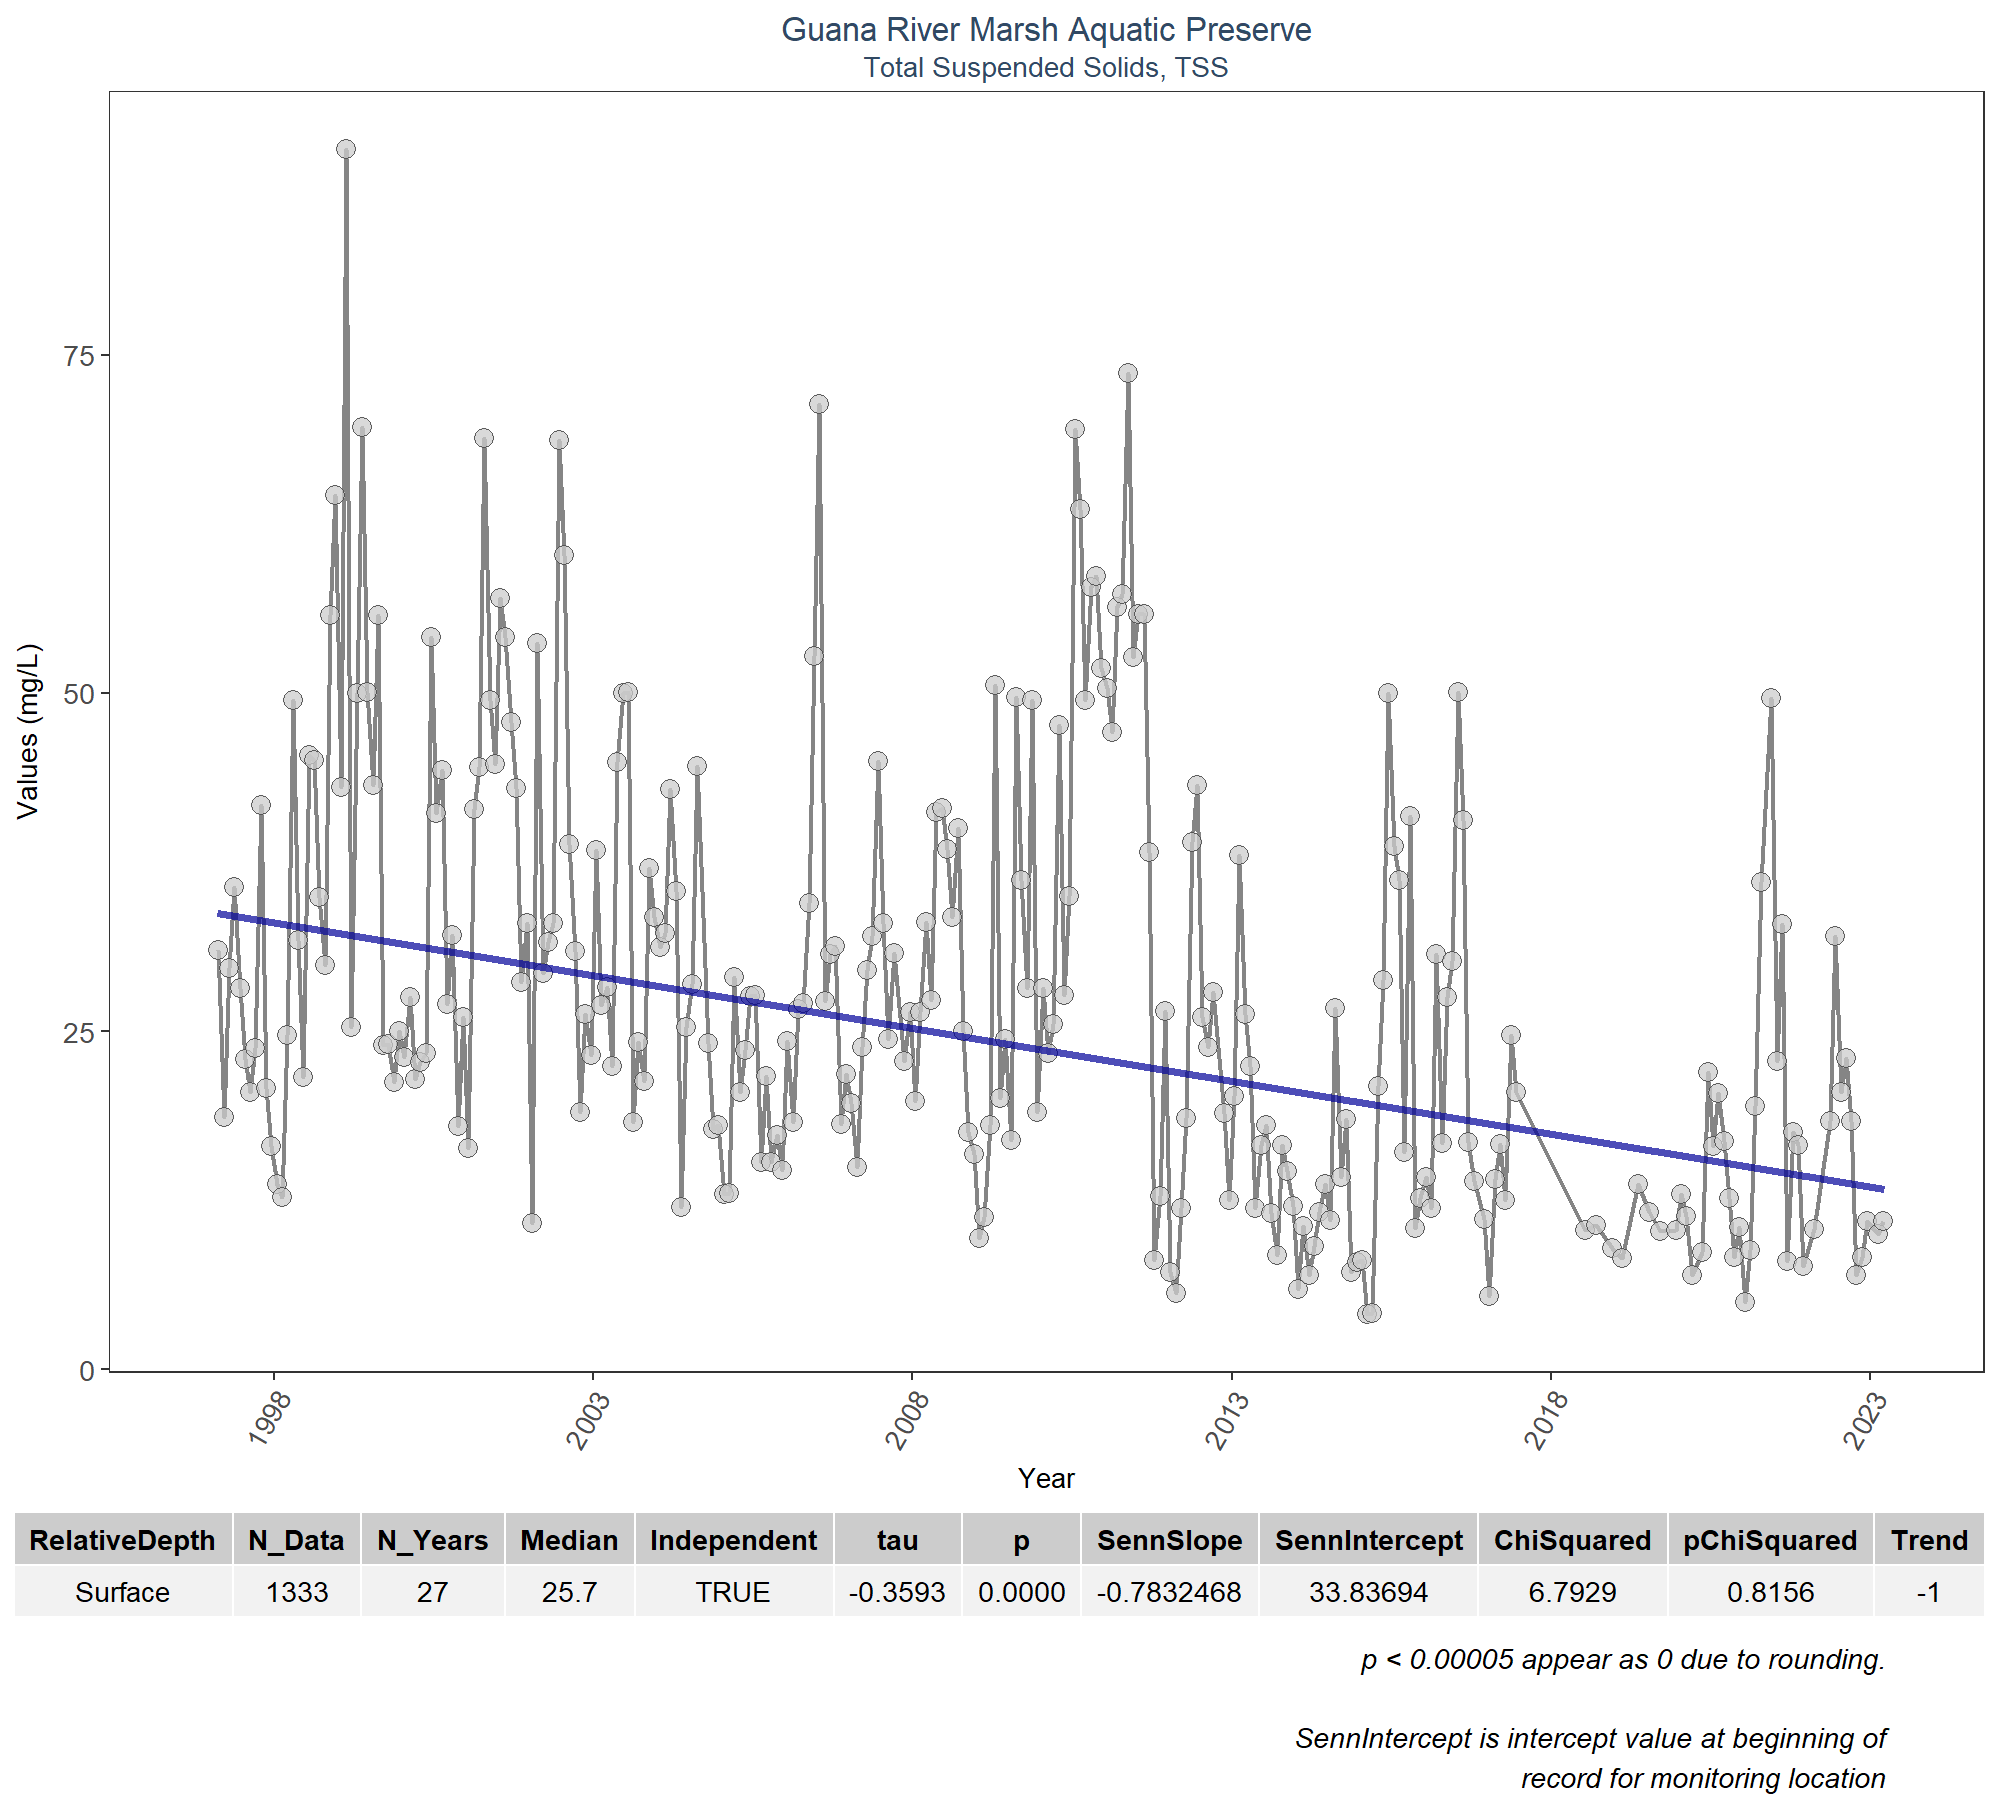 Guana River Marsh Aquatic Preserve
Total Suspended Solids, TSS
Values (mg/L)
75
50
25
0
1998 2003 2008 2013 2018 2023
Year
RelativeDepth N_Data N_Years Median Independent tau p SennSlope SennIntercept ChiSquared pChiSquared Trend
Surface 1333 27 25.7 TRUE -0.3593 0.0000 -0.7832468 33.83694 6.7929 0.8156 -1
p < 0.00005 appear as 0 due to rounding.
SennIntercept is intercept value at beginning of
record for monitoring location